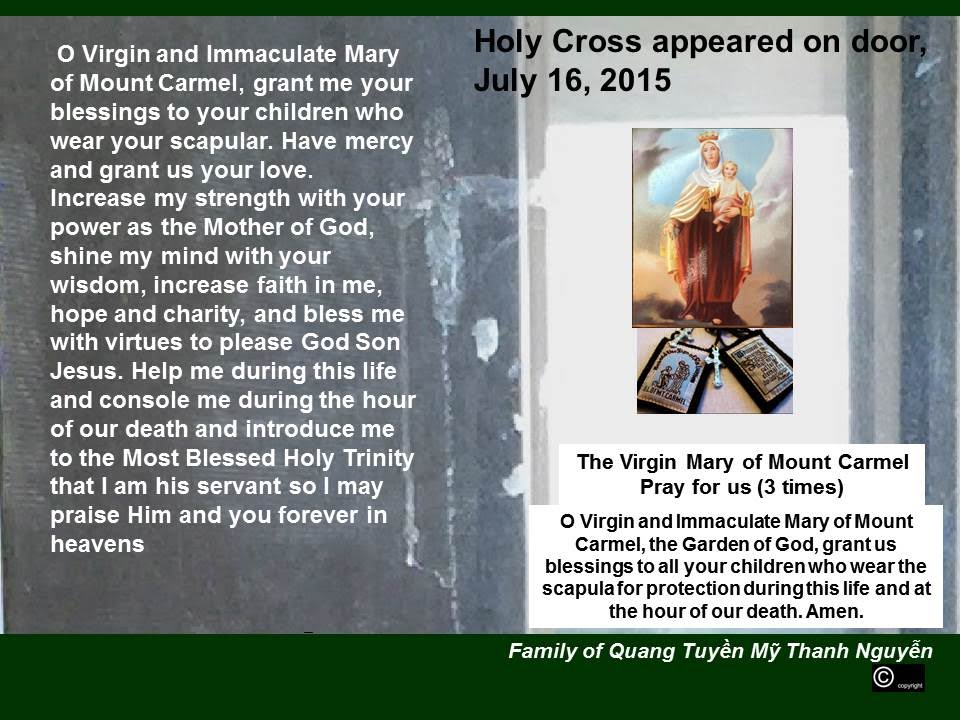 O Virgin and Immaculate Mary
of Mount Carmel, grant me your
blessings to your children who
wear your scapular. Have mercy
and grant us your love.
Increase my strength with your
power as the Mother of God,
shine my mind with your
wisdom, increase faith in me,
hope and charity, and bless me
with virtues to please God Son
Jesus. Help me during this life
and console me during the hour
of our death and introduce me
to the Most Blessed Holy Trinity
that I am his servant so I may
praise Him and you forever in
heavens
Holy Cross appeared on door,
July 16, 2015
The Virgin Mary of Mount Carmel
Pray for us (3 times)
O Virgin and Immaculate Mary of Mount
Carmel, the Garden of God, grant us
blessings to all your children who wear the
scapula for protection during this life and at
the hour of our death. Amen.
Family of Quang Tuyền Mỹ Thanh Nguyễn
© copyright